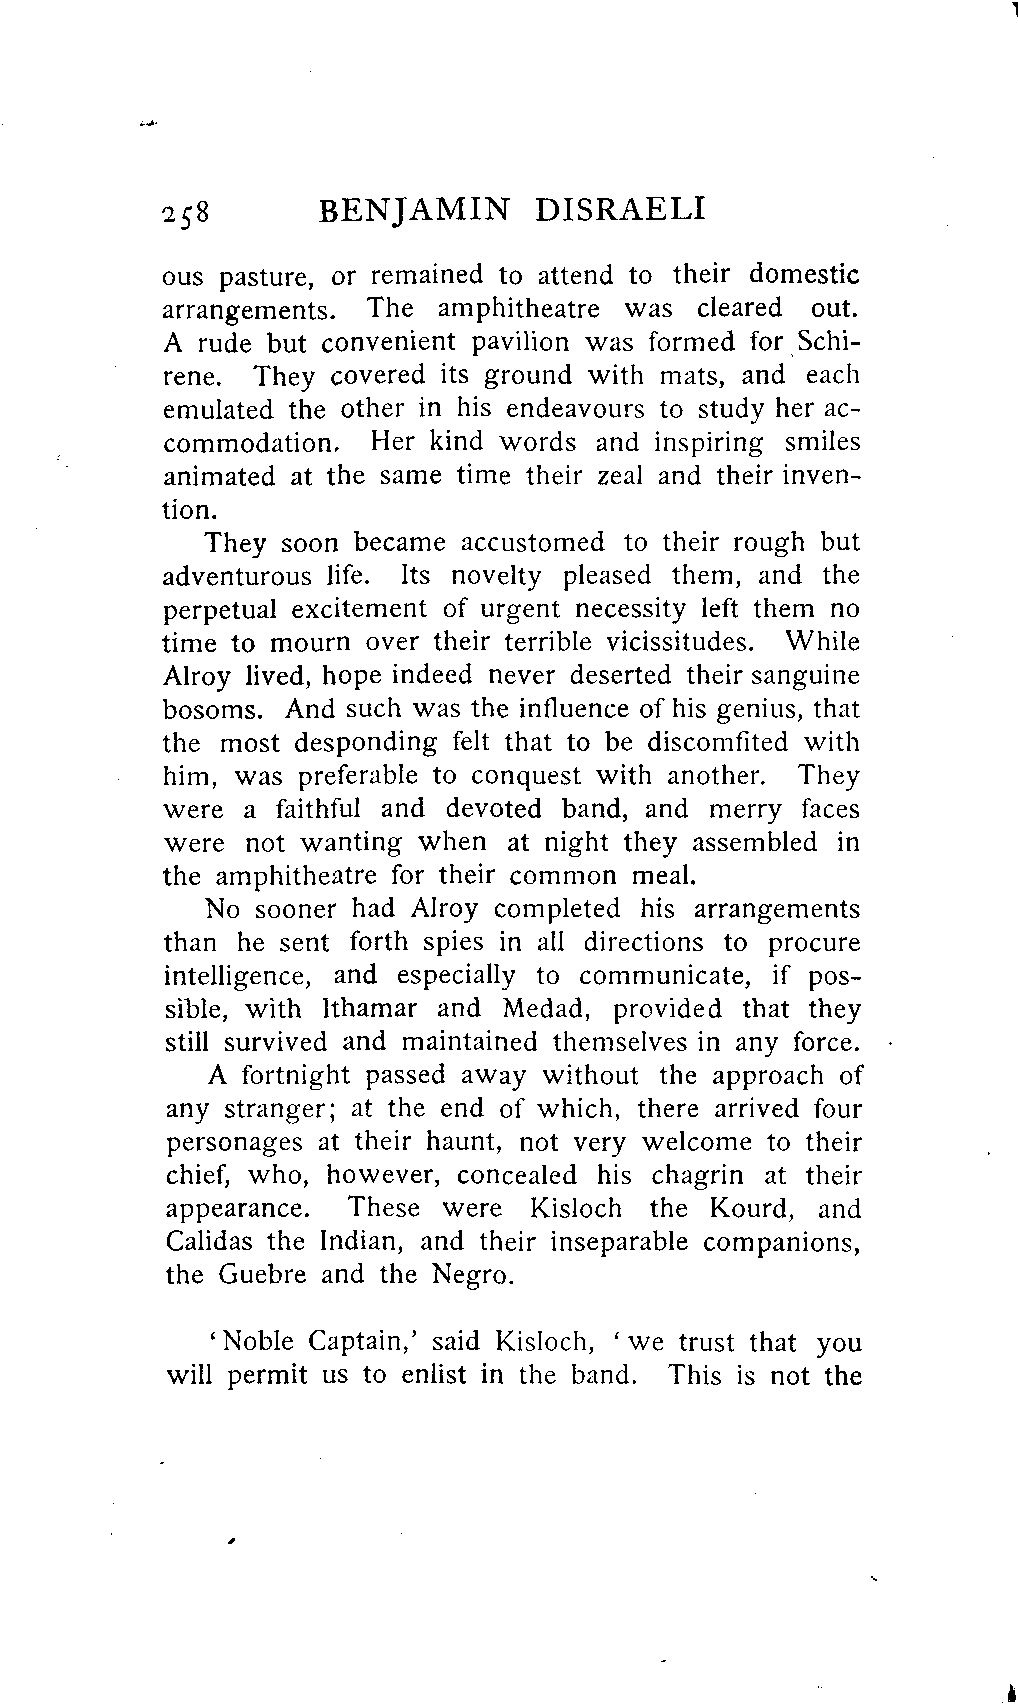 258 BENJAMIN DISRAELI
ous pasture, or remained to attend to their domestic
arrangements. The amphitheatre was cleared out.
A rude but convenient pavilion was formed for Schi-
rene. They covered its ground with mats, and each
emulated the other in his endeavours to study her ac-
commodation. Her kind words and inspiring smiles
animated at the same time their zeal and their inven-
tion.
They soon became accustomed to their rough but
adventurous life. Its novelty pleased them, and the
perpetual excitement of urgent necessity left them no
time to mourn over their terrible vicissitudes. While
Alroy lived, hope indeed never deserted their sanguine
bosoms. And such was the influence of his genius, that
the most desponding felt that to be discomfited with
him, was preferable to conquest with another. They
were a faithful and devoted band, and merry faces
were not wanting when at night they assembled in
the amphitheatre for their common meal.
No sooner had Alroy completed his arrangements
than he sent forth spies in all directions to procure
intelligence, and especially to communicate, if pos-
sible, with Ithamar and Medad, provided that they
still survived and maintained themselves in any force.
A fortnight passed away without the approach of
any stranger; at the end of which, there arrived four
personages at their haunt, not very welcome to their
chief, who, however, concealed his chagrin at their
appearance. These were Kisloch the Kourd, and
Calidas the Indian, and their inseparable companions,
the Guebre and the Negro.
‘Noble Captain,’ said Kisloch, ‘we trust that you
will permit us to enlist in the band. This is not the